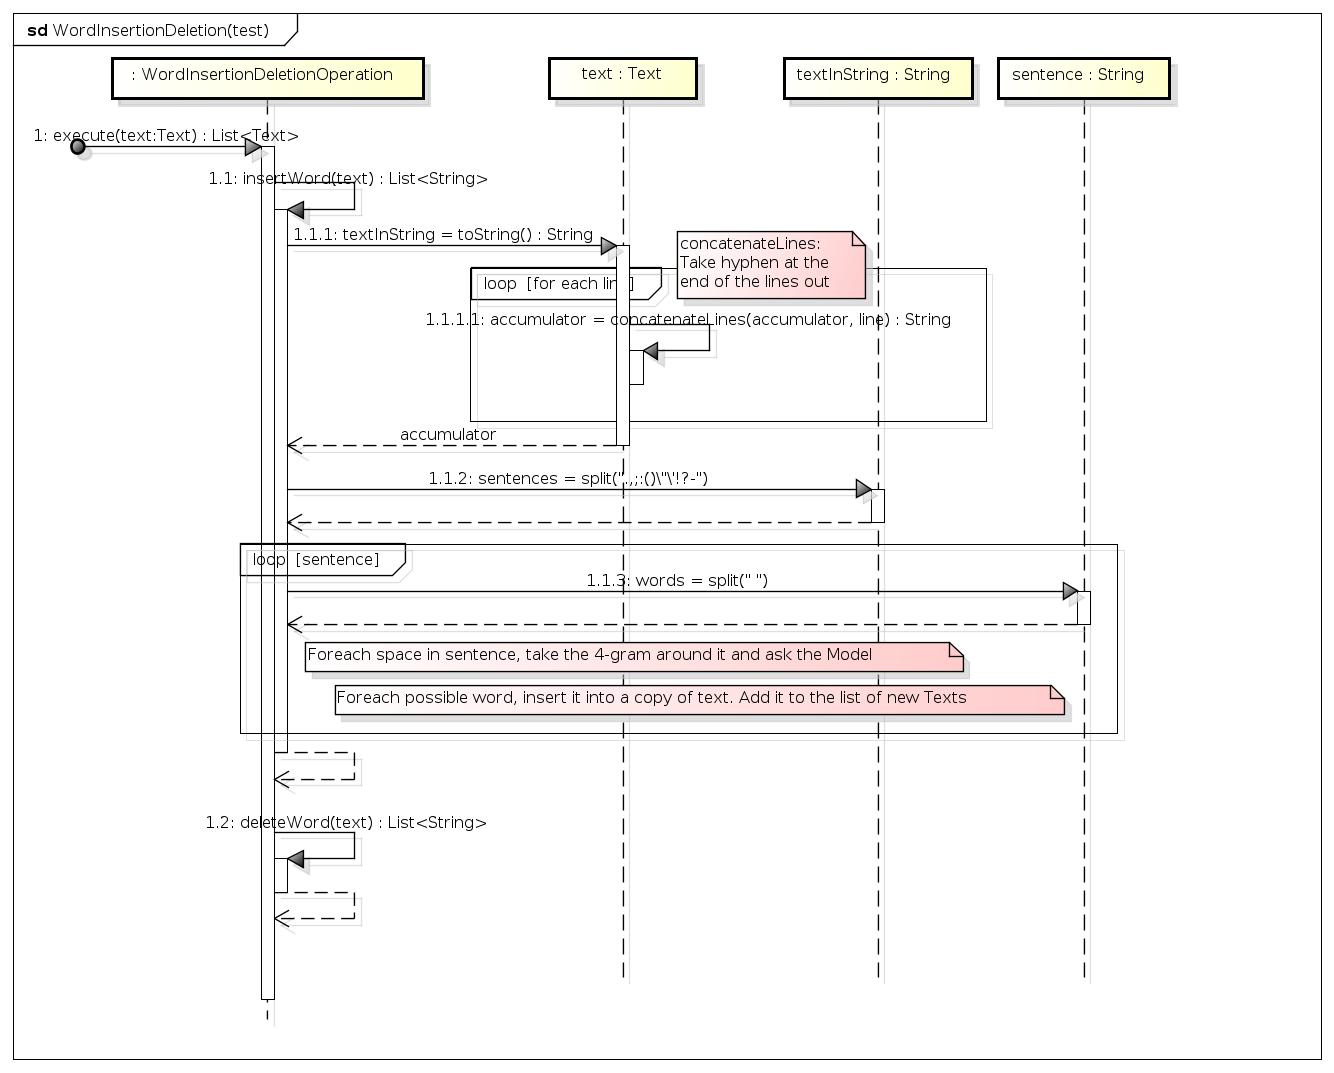 sd WordInsertionDeletion(test)
: WordInsertionDeletionOperation
text : Text
textInString : String
sentence : String
1: execute(text:Text) : List<Text>
1.1: insertWord(text) : List<String>
1.1.1: textInString = toString() : String
concatenateLines:
Take hyphen at the
end of the lines out
loop [for each line]
1.1.1.1: accumulator = concatenateLines(accumulator, line) : String
accumulator
1.1.2: sentences = split(".,;:()\"\'!?-")
loop [sentence]
1.1.3: words = split(" ")
Foreach space in sentence, take the 4-gram around it and ask the Model
Foreach possible word, insert it into a copy of text. Add it to the list of new Texts
1.2: deleteWord(text) : List<String>